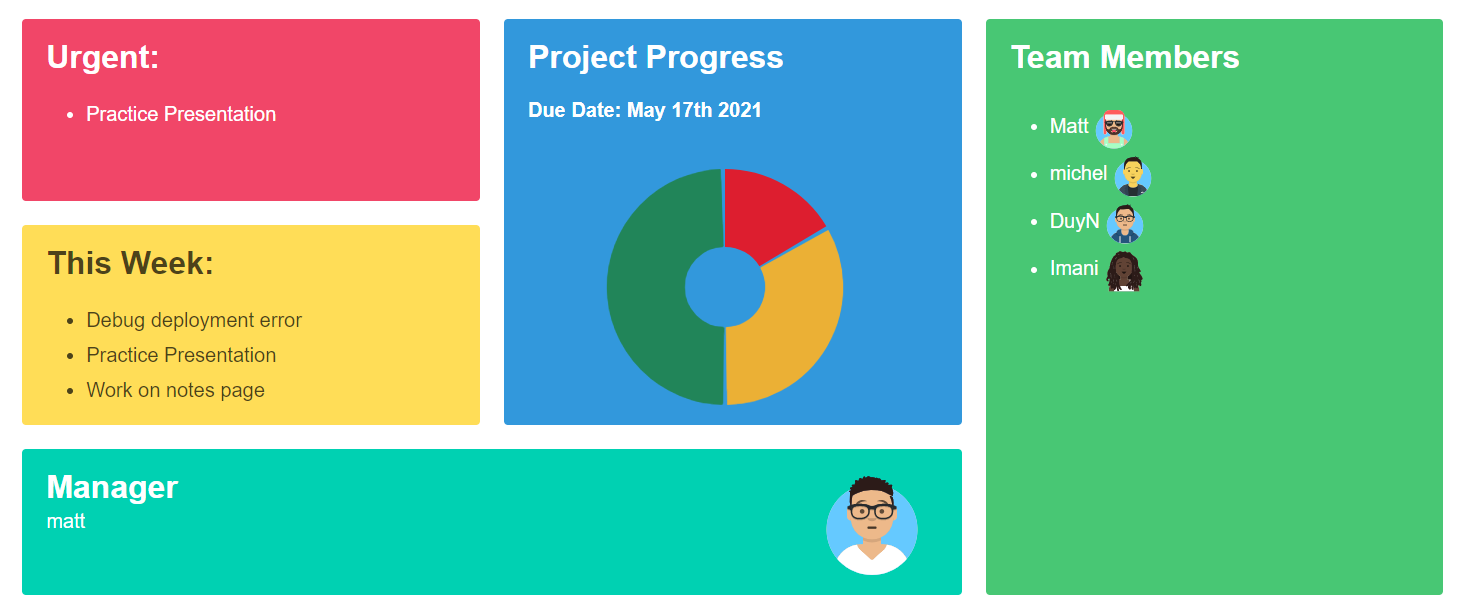 Urgent:
Practice Presentation
This Week:
Debug deployment error
Practice Presentation
Work on notes page
Project Progress
Due Date: May 17th 2021
Manager
matt
Team Members
Matt
michel
DuyN
Imani